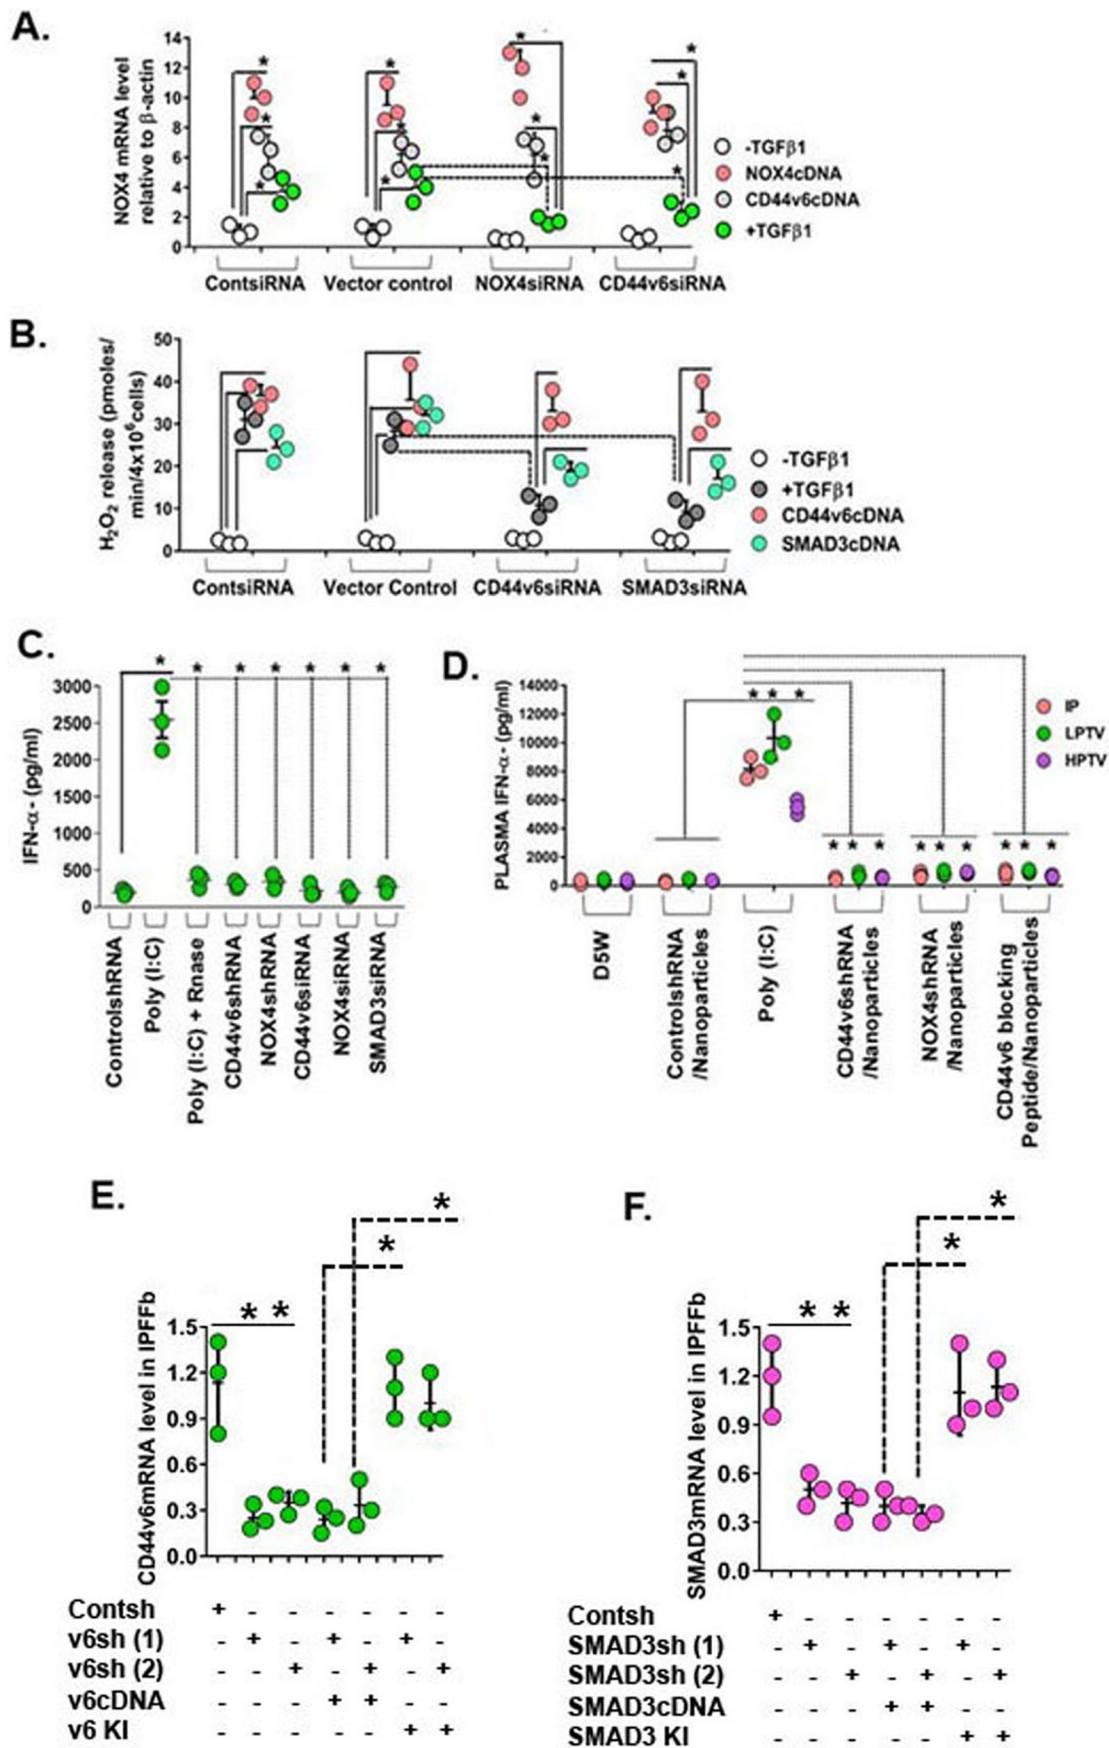 A.
NOX4 mRNA level
relative to β-actin
14
12
10
8
6
4
2
0
* * * * * * * * * * * *
-TGFβ1
NOX4cDNA
CD44v6cDNA
+TGFβ1
ContsiRNA Vector control NOX4siRNA CD44v6siRNA
B.
H2O2 release (pmoles/
min/4x10⁶cells)
50
40
30
20
10
0
-TGFβ1
+TGFβ1
CD44v6cDNA
SMAD3cDNA
ContsiRNA Vector Control CD44v6siRNA SMAD3siRNA
C.
IFN-α- (pg/ml)
* * * * * * *
3000
2500
2000
1500
1000
500
0
ControlshRNA
Poly (I:C)
Poly (I:C) + Rnase
CD44v6shRNA
NOX4shRNA
CD44v6siRNA
NOX4siRNA
SMAD3siRNA
D.
PLASMA IFN-α- (pg/ml)
14000
12000
10000
8000
6000
4000
2000
0
* * *
* * * * * * * * *
IP
LPTV
HPTV
D5W
ControlshRNA
/Nanoparticles
Poly (I:C)
CD44v6shRNA
/Nanoparticles
NOX4shRNA
/Nanoparticles
CD44v6 blocking
Peptide/Nanoparticles
E.
CD44v6mRNA level in IPFFb
*
*
* *
1.5
1.2
0.9
0.6
0.3
0.0
Contsh + - - - - - -
v6sh (1) - + - + - + -
v6sh (2) - - + - + - +
v6cDNA - - - + + - -
v6 KI - - - - - + +
F.
SMAD3mRNA level in IPFFb
*
*
* *
1.5
1.2
0.9
0.6
0.3
0.0
Contsh + - - - - - -
SMAD3sh (1) - + - + - + -
SMAD3sh (2) - - + - + - +
SMAD3cDNA - - - + + - -
SMAD3 KI - - - - - + +